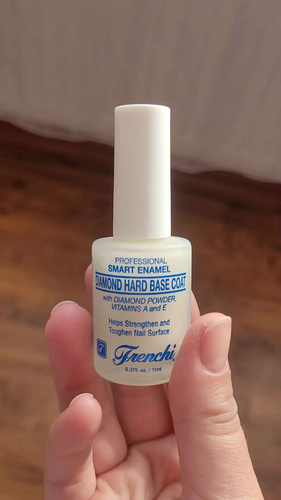 PROFESSIONAL
SMART ENAMEL
DIAMOND HARD BASE COAT
with DIAMOND POWDER,
VITAMINS A and E
Helps Strengthen and
Toughen Nail Surface
Frenchi
0.37fl. oz. / 11ml